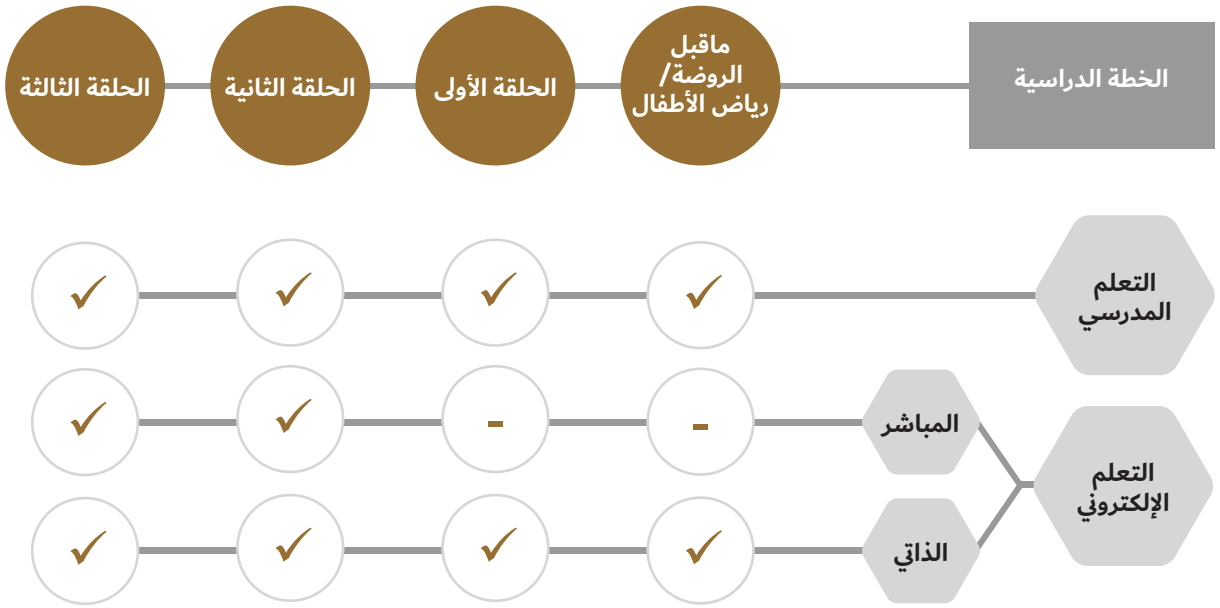 الخطة الدراسية
ماقبل
الروضة/
رياض الأطفال
الحلقة الأولى
الحلقة الثانية
الحلقة الثالثة
التعلم
المدرسي
✓ ✓ ✓ ✓
التعلم
الإلكتروني
المباشر
- - ✓ ✓
الذاتي
✓ ✓ ✓ ✓